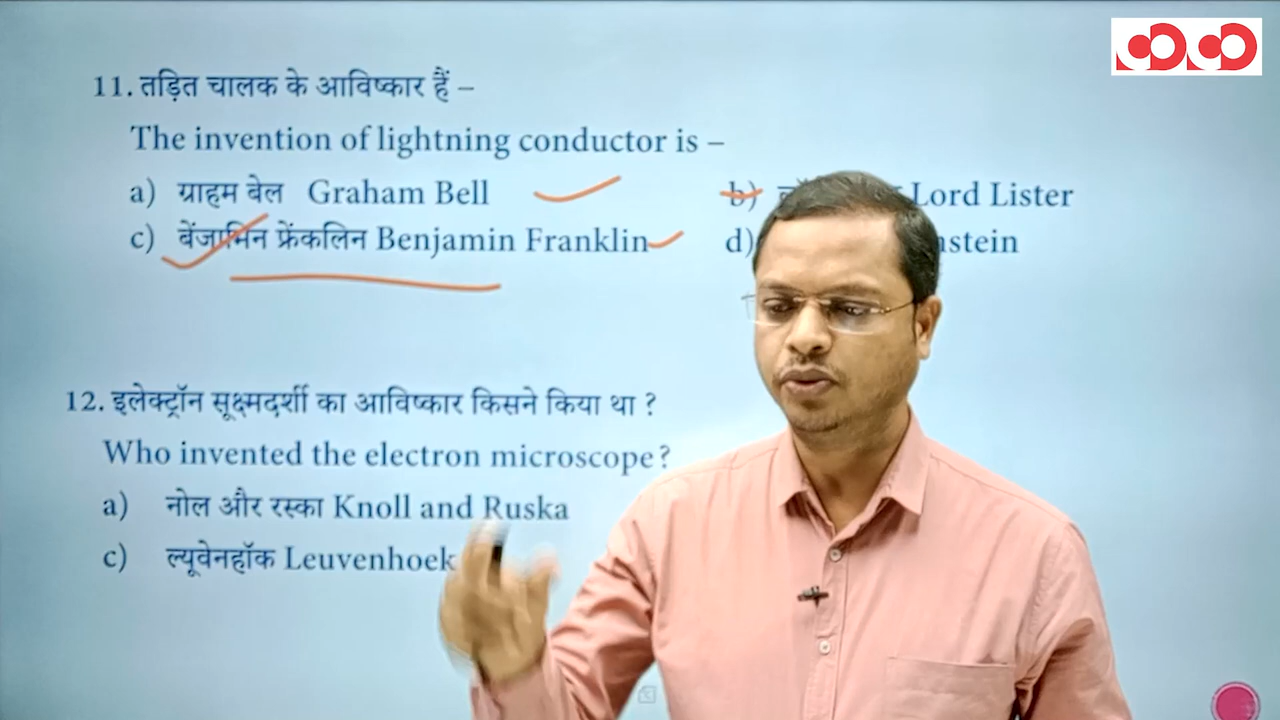 11. तड़ित चालक के आविष्कार हैं –
The invention of lightning conductor is –
a) ग्राहम बेल Graham Bell b) Lord Lister
c) बेंजामिन फ्रेंकलिन Benjamin Franklin d)
12. इलेक्ट्रॉन सूक्ष्मदर्शी का आविष्कार किसने किया था ?
Who invented the electron microscope?
a) नोल और रस्का Knoll and Ruska
c) ल्यूवेनहॉक Leuvenhoek